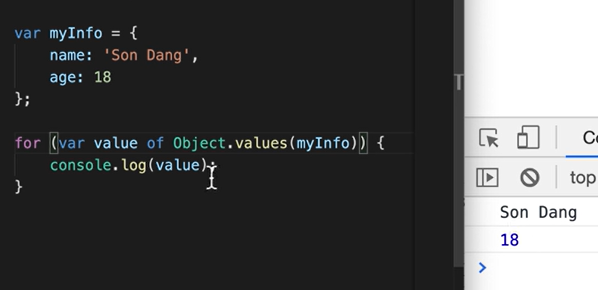 var myInfo = {
    name: 'Son Dang',
    age: 18
};
for (var value of Object.values(myInfo)) {
    console.log(value);
}
top
Son Dang
18